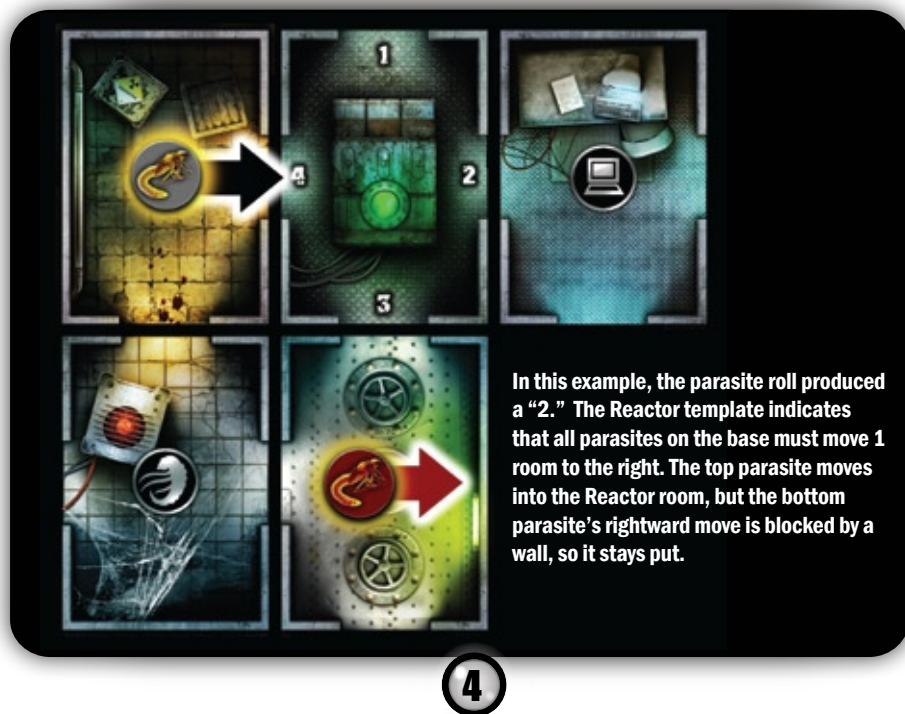 1
4
2
3
In this example, the parasite roll produced
a “2.” The Reactor template indicates
that all parasites on the base must move 1
room to the right. The top parasite moves
into the Reactor room, but the bottom
parasite’s rightward move is blocked by a
wall, so it stays put.
4